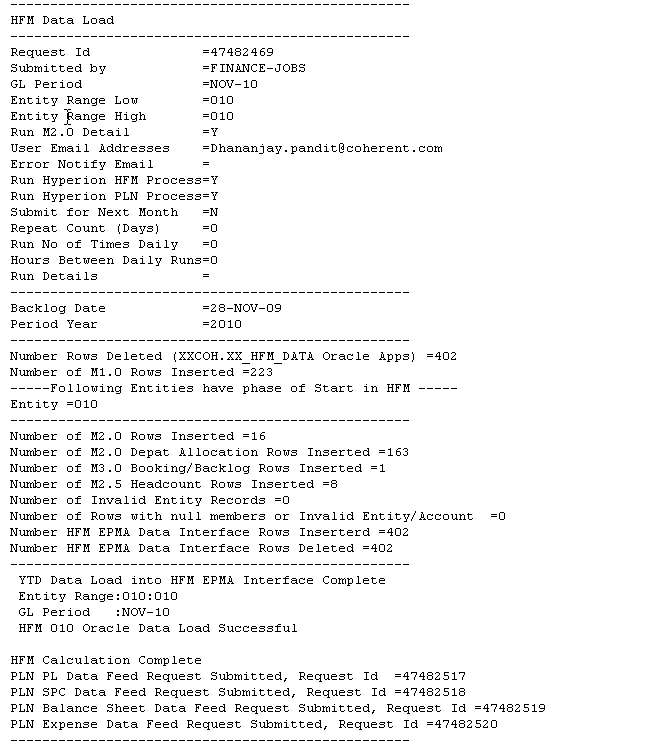 --------------------------------------------------
HFM Data Load
--------------------------------------------------
Request Id              =47482469
Submitted by            =FINANCE-JOBS
GL Period               =NOV-10
Entity Range Low        =010
Entity Range High       =010
Run M2.0 Detail         =Y
User Email Addresses    =Dhananjay.pandit@coherent.com
Error Notify Email      =
Run Hyperion HFM Process=Y
Run Hyperion PLN Process=Y
Submit for Next Month   =N
Repeat Count (Days)     =0
Run No of Times Daily   =0
Hours Between Daily Runs=0
Run Details             =
--------------------------------------------------
Backlog Date            =28-NOV-09
Period Year             =2010
--------------------------------------------------
Number Rows Deleted (XXCOH.XX_HFM_DATA Oracle Apps) =402
Number of M1.0 Rows Inserted =223
-----Following Entities have phase of Start in HFM -----
Entity =010
--------------------------------------------------
Number of M2.0 Rows Inserted =16
Number of M2.0 Depat Allocation Rows Inserted =163
Number of M3.0 Booking/Backlog Rows Inserted =1
Number of M2.5 Headcount Rows Inserted =8
Number of Invalid Entity Records =0
Number of Rows with null members or Invalid Entity/Account  =0
Number HFM EPMA Data Interface Rows Inserterd =402
Number HFM EPMA Data Interface Rows Deleted =402
--------------------------------------------------
 YTD Data Load into HFM EPMA Interface Complete
 Entity Range:010:010
 GL Period   :NOV-10
 HFM 010 Oracle Data Load Successful

HFM Calculation Complete
PLN PL Data Feed Request Submitted, Request Id  =47482517
PLN SPC Data Feed Request Submitted, Request Id =47482518
PLN Balance Sheet Data Feed Request Submitted, Request Id =47482519
PLN Expense Data Feed Request Submitted, Request Id =47482520
--------------------------------------------------